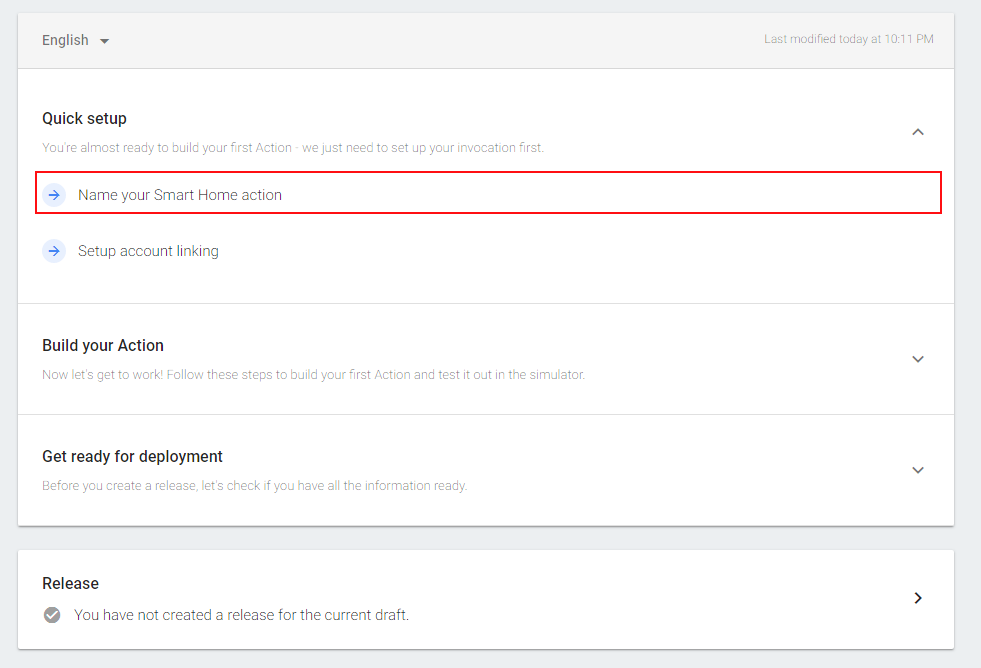 English
Last modified today at 10:11 PM
Quick setup
You're almost ready to build your first Action - we just need to set up your invocation first.
Name your Smart Home action
Setup account linking
Build your Action
Now let's get to work! Follow these steps to build your first Action and test it out in the simulator.
Get ready for deployment
Before you create a release, let's check if you have all the information ready.
Release
You have not created a release for the current draft.